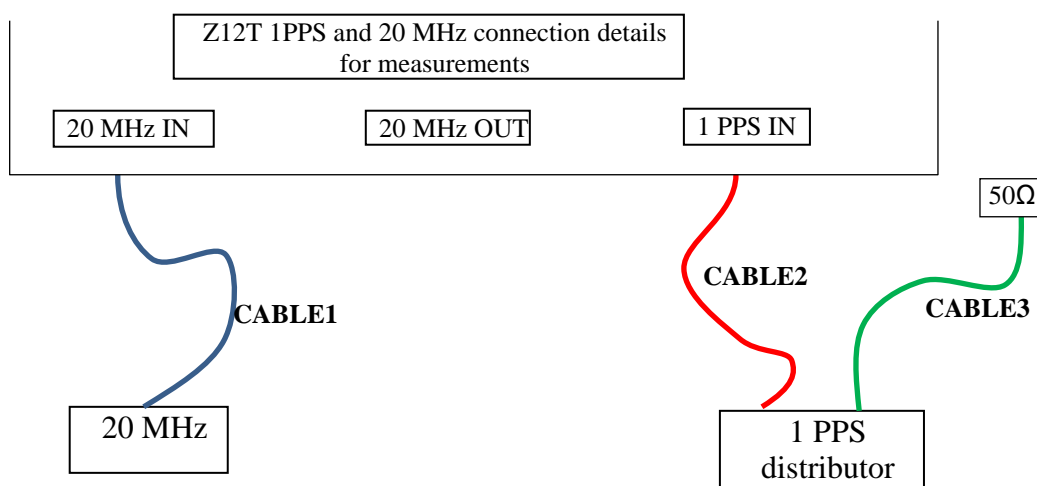 Z12T 1PPS and 20 MHz connection details
for measurements
20 MHz IN
20 MHz OUT
1 PPS IN
50Ω
CABLE2
CABLE1
CABLE3
20 MHz
1 PPS
distributor